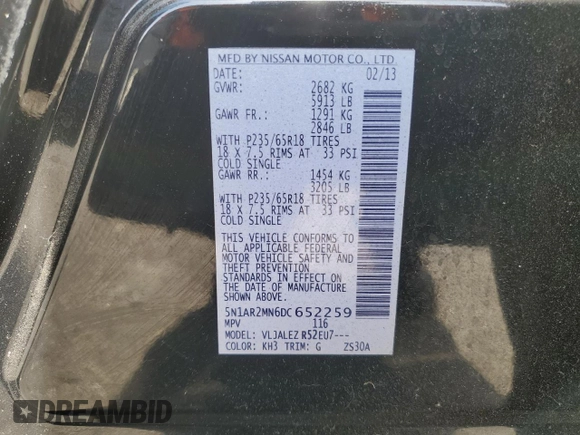 MFD BY NISSAN MOTOR CO., LTD.
DATE: 02/13
GVWR: 2682 KG
5913 LB
GAWR FR.: 1291 KG
2846 LB
WITH P235/65R18 TIRES
18 X 7.5 RIMS AT 33 PSI
COLD SINGLE
GAWR RR.: 1454 KG
3205 LB
WITH P235/65R18 TIRES
18 X 7.5 RIMS AT 33 PSI
COLD SINGLE
THIS VEHICLE CONFORMS TO
ALL APPLICABLE FEDERAL
MOTOR VEHICLE SAFETY AND
THEFT PREVENTION
STANDARDS IN EFFECT ON
THE DATE OF MANUFACTURE
SHOWN ABOVE.
5N1AR2MN6DC652259
MPV 116
MODEL: VLJALEZ R52EU7---
COLOR: KH3 TRIM: G ZS30A
DREAMBID